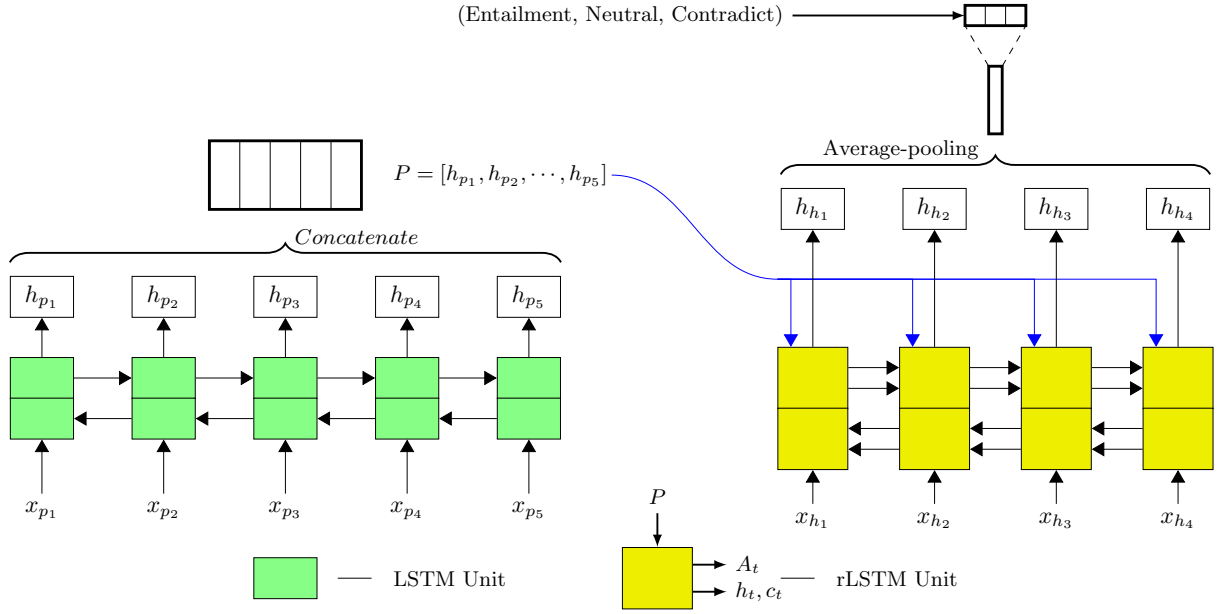 (Entailment, Neutral, Contradict)
Average-pooling
P = [h_{p_1}, h_{p_2}, ⋯, h_{p_5}]
h_{h_1} h_{h_2} h_{h_3} h_{h_4}
Concatenate
h_{p_1} h_{p_2} h_{p_3} h_{p_4} h_{p_5}
x_{p_1} x_{p_2} x_{p_3} x_{p_4} x_{p_5}
x_{h_1} x_{h_2} x_{h_3} x_{h_4}
P
LSTM Unit
A_t
h_t, c_t
rLSTM Unit